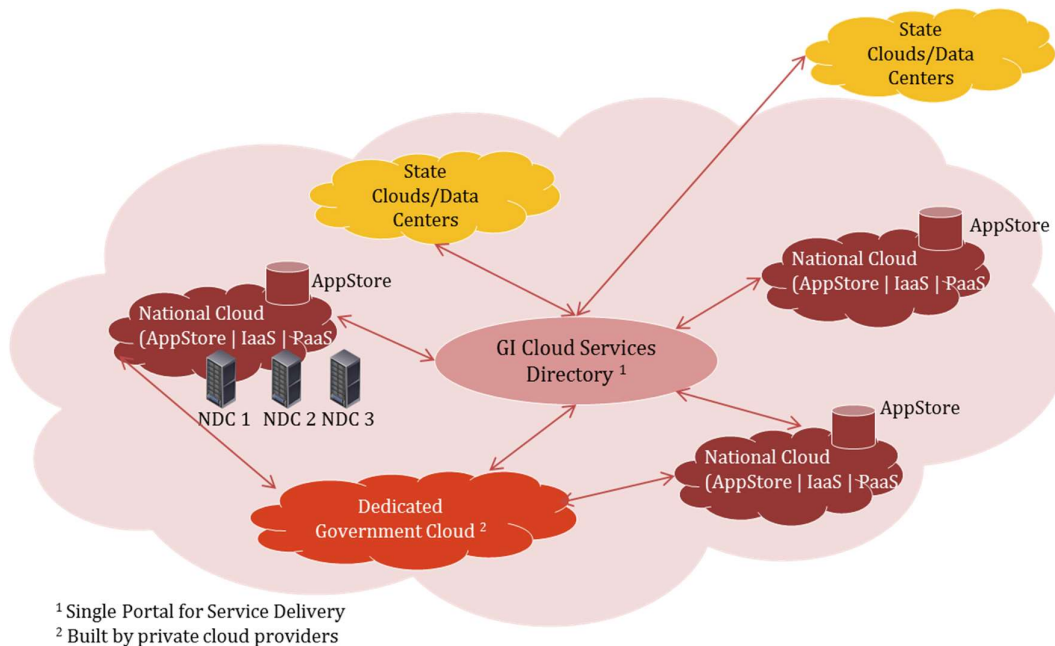 State
Clouds/Data
Centers
State
Clouds/Data
Centers
AppStore
National Cloud
(AppStore | IaaS | PaaS
AppStore
National Cloud
(AppStore | IaaS | PaaS
NDC 1 NDC 2 NDC 3
GI Cloud Services
Directory 1
AppStore
National Cloud
(AppStore | IaaS | PaaS
Dedicated
Government Cloud 2
1 Single Portal for Service Delivery
2 Built by private cloud providers